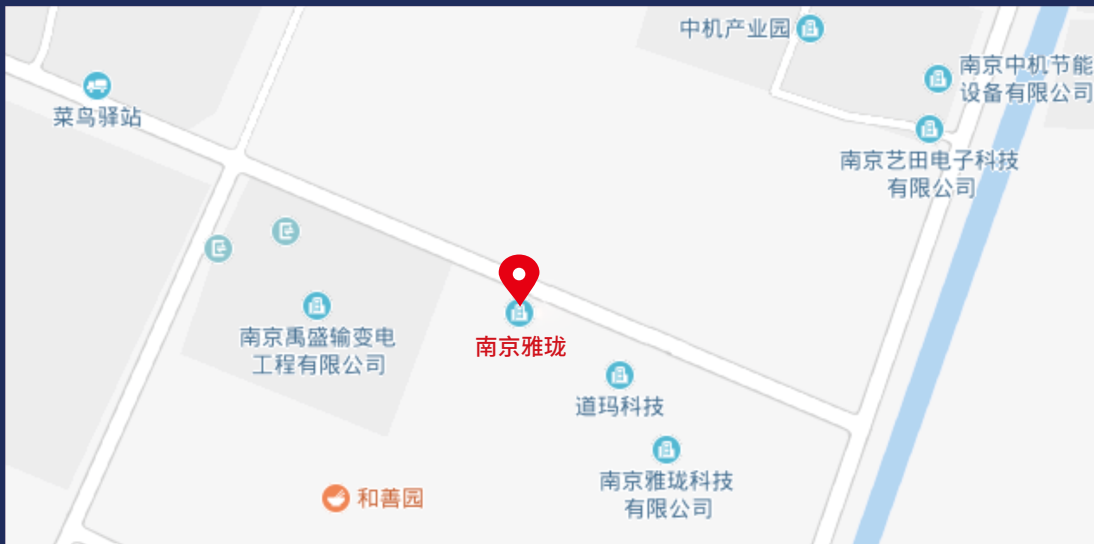 中机产业园
南京中机节能
设备有限公司
菜鸟驿站
南京艺田电子科技
有限公司
南京禹盛输变电
工程有限公司
南京雅珑
道玛科技
南京雅珑科技
有限公司
和善园